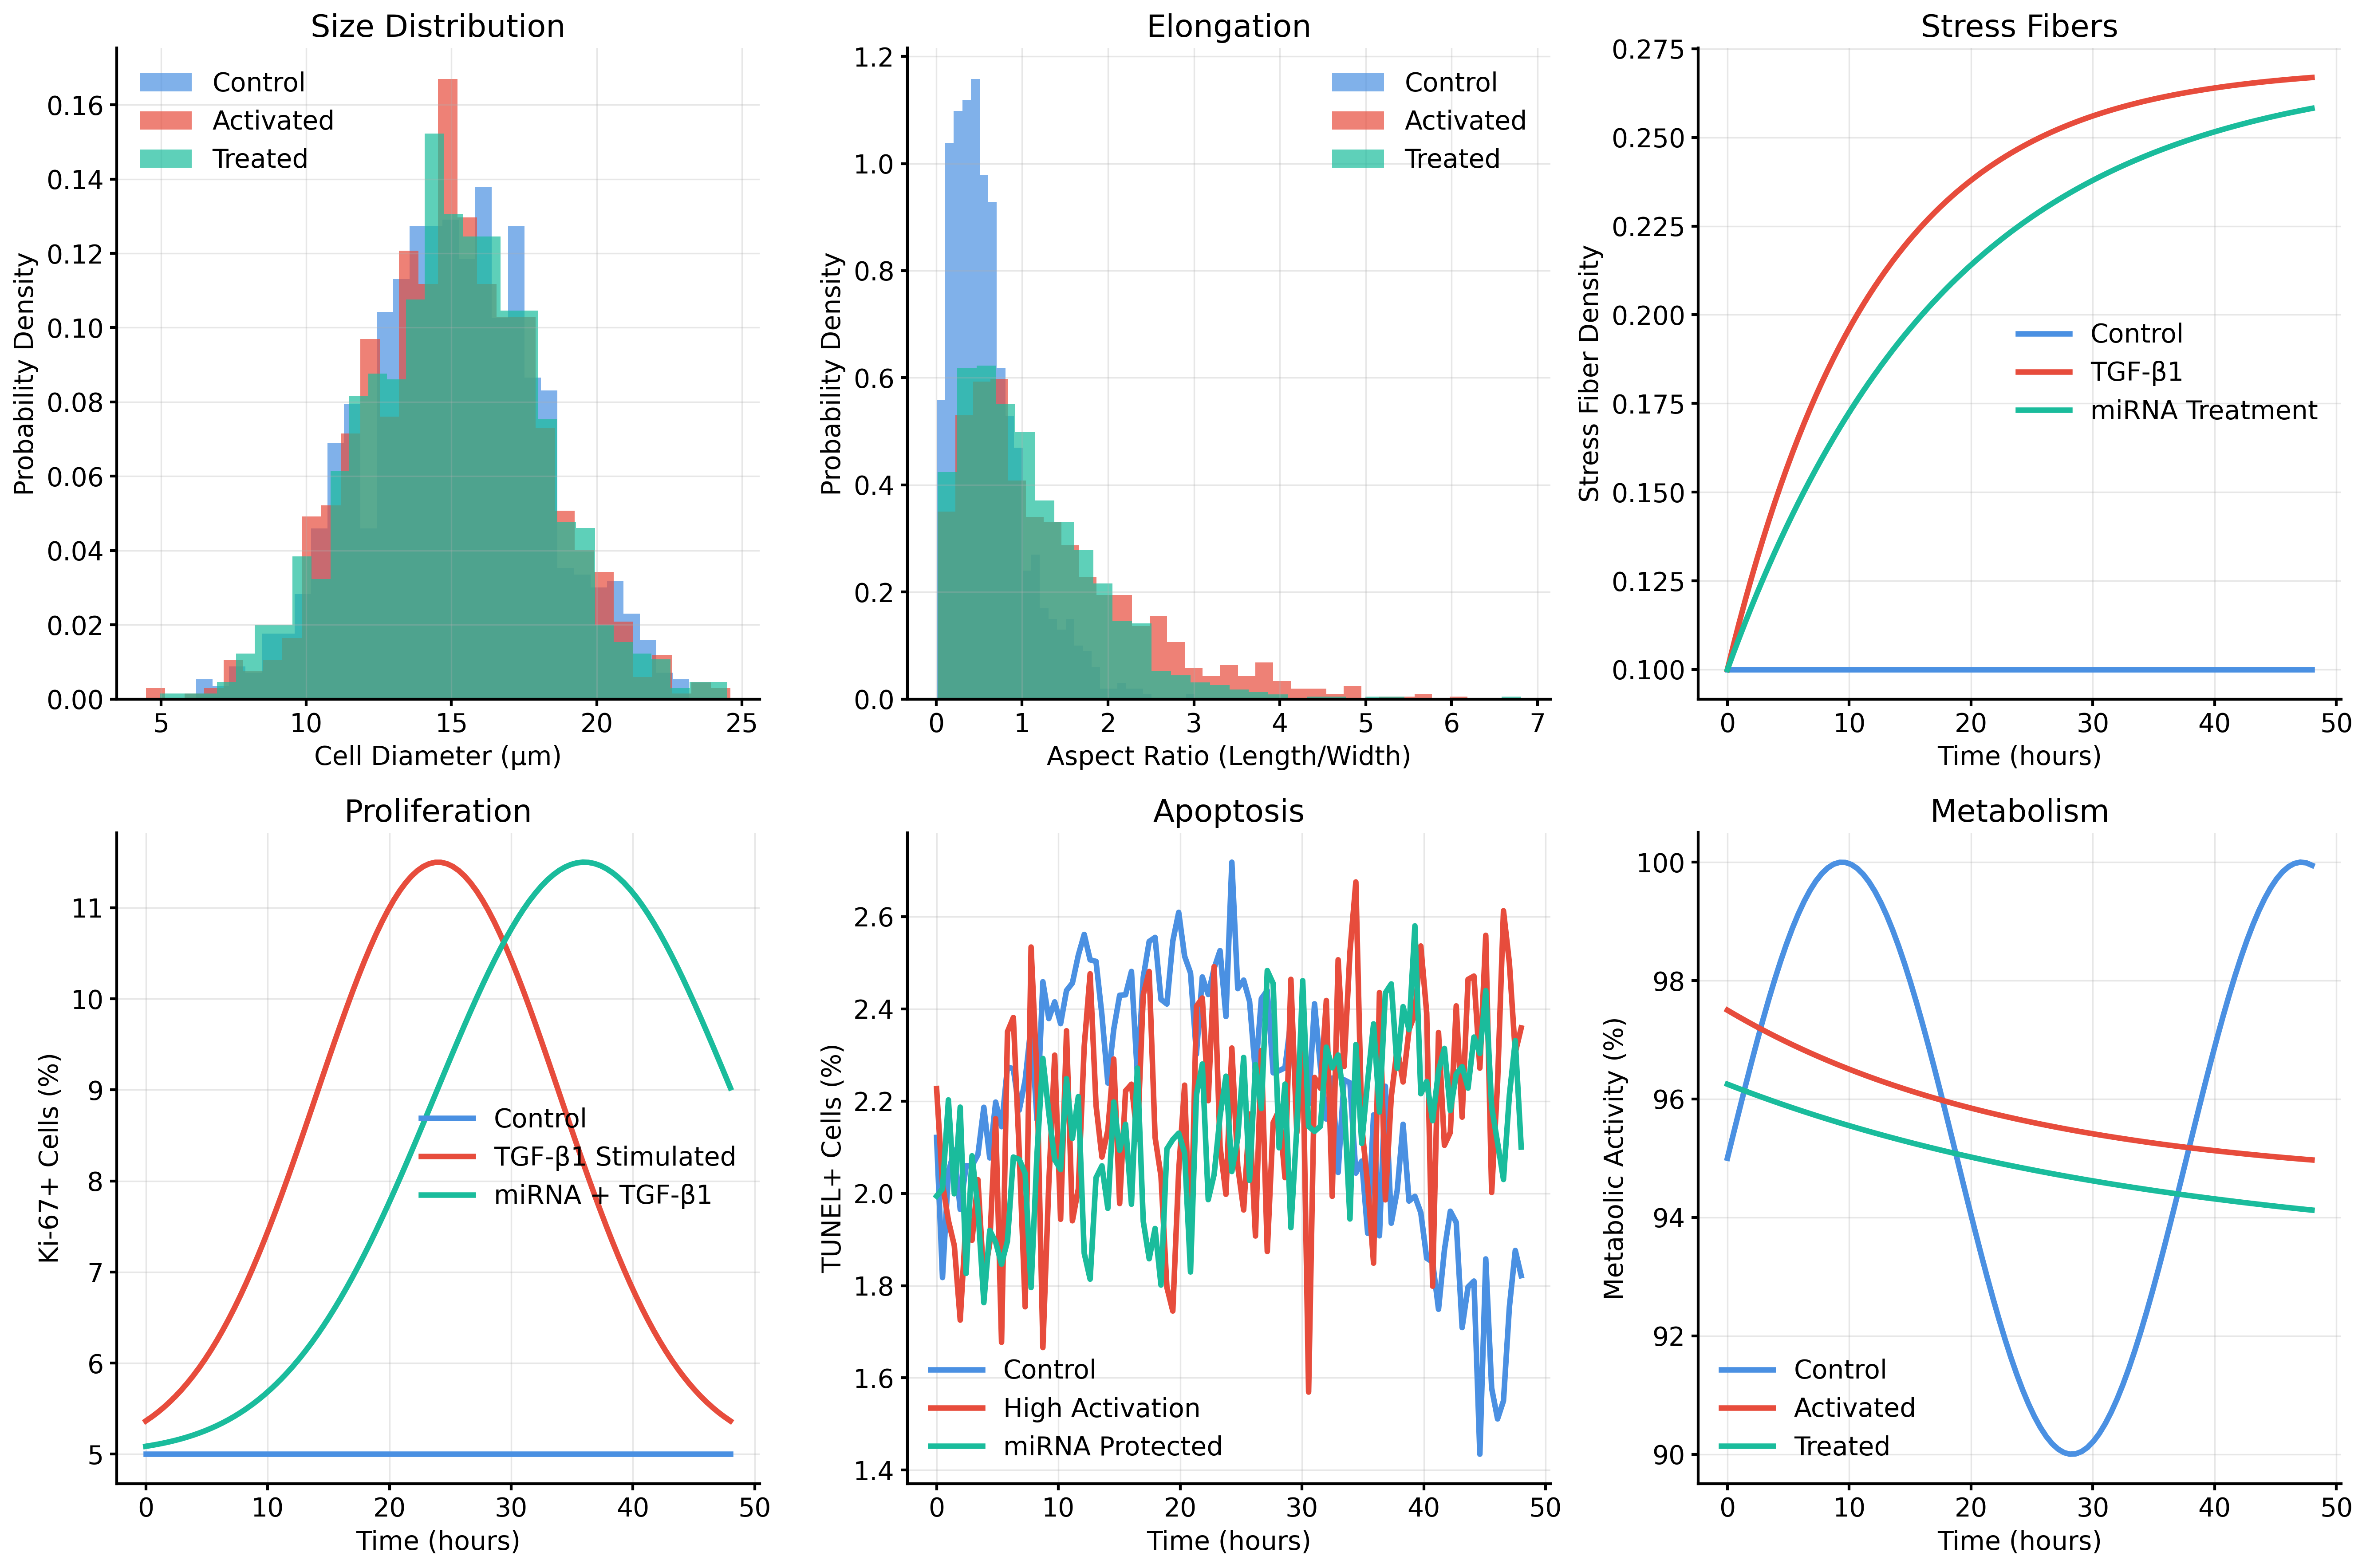 Size Distribution
Probability Density
0.16
0.14
0.12
0.10
0.08
0.06
0.04
0.02
0.00
Control
Activated
Treated
5 10 15 20 25
Cell Diameter (μm)
Elongation
Probability Density
1.2
1.0
0.8
0.6
0.4
0.2
0.0
Control
Activated
Treated
0 1 2 3 4 5 6 7
Aspect Ratio (Length/Width)
Stress Fibers
Stress Fiber Density
0.275
0.250
0.225
0.200
0.175
0.150
0.125
0.100
Control
TGF-β1
miRNA Treatment
0 10 20 30 40 50
Time (hours)
Proliferation
Ki-67+ Cells (%)
11
10
9
8
7
6
5
Control
TGF-β1 Stimulated
miRNA + TGF-β1
0 10 20 30 40 50
Time (hours)
Apoptosis
TUNEL+ Cells (%)
2.6
2.4
2.2
2.0
1.8
1.6
1.4
Control
High Activation
miRNA Protected
0 10 20 30 40 50
Time (hours)
Metabolism
Metabolic Activity (%)
100
98
96
94
92
90
Control
Activated
Treated
0 10 20 30 40 50
Time (hours)